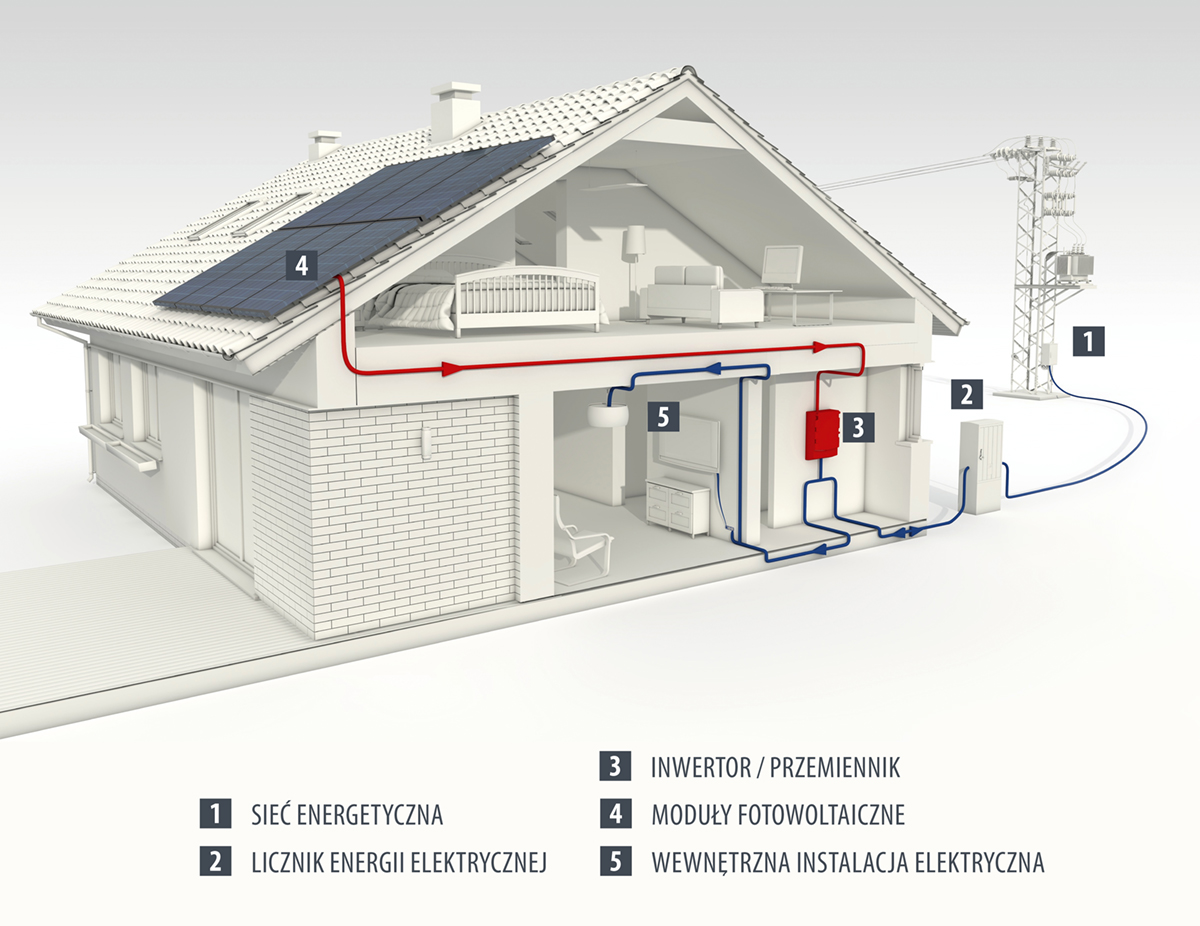 4
1
2
5
3
3 INWERTOR / PRZEMIENNIK
1 SIEĆ ENERGETYCZNA
4 MODUŁY FOTOWOLTAICZNE
2 LICZNIK ENERGII ELEKTRYCZNEJ
5 WEWNĘTRZNA INSTALACJA ELEKTRYCZNA